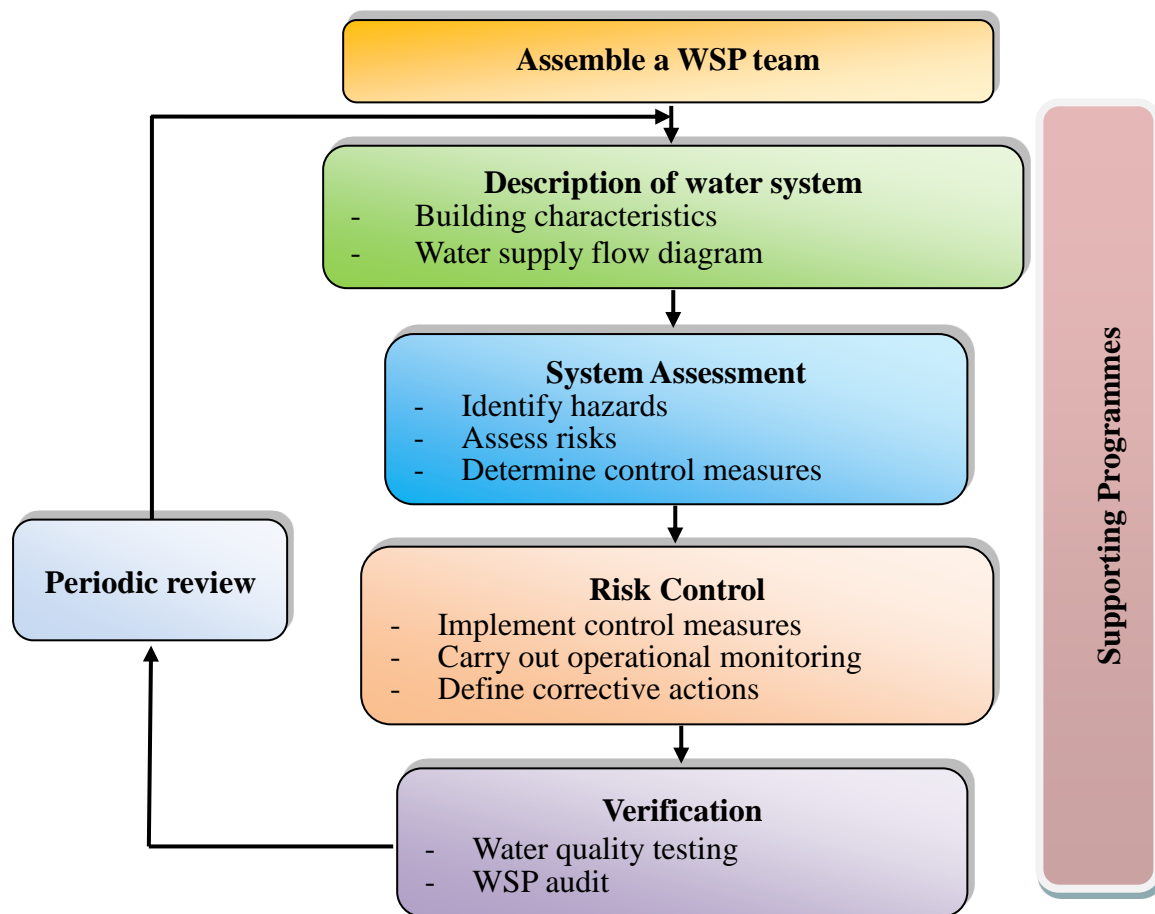 Assemble a WSP team
Description of water system
- Building characteristics
- Water supply flow diagram
System Assessment
- Identify hazards
- Assess risks
- Determine control measures
Risk Control
- Implement control measures
- Carry out operational monitoring
- Define corrective actions
Verification
- Water quality testing
- WSP audit
Periodic review
Supporting Programmes